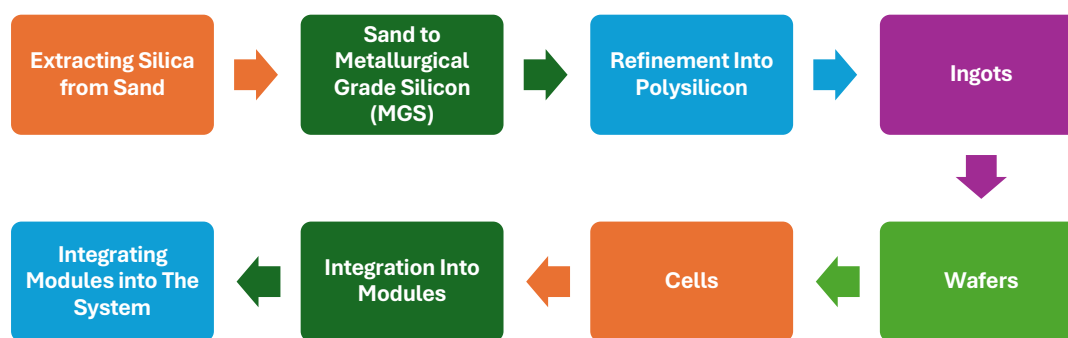 Extracting Silica
from Sand
Sand to
Metallurgical
Grade Silicon
(MGS)
Refinement Into
Polysilicon
Ingots
Wafers
Cells
Integration Into
Modules
Integrating
Modules into The
System